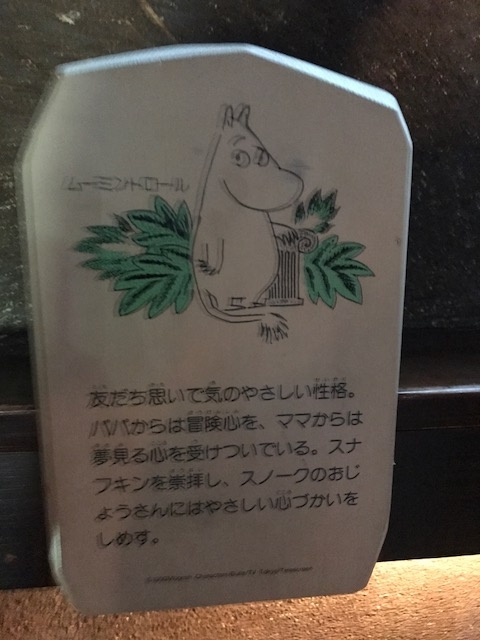 ムーミントロール
友だち思いで気のやさしい性格。
パパからは冒険心を、ママからは
夢見る心を受けついでいる。スナ
フキンを崇拝し、スノークのおじ
ょうさんにはやさしい心づかいを
しめす。